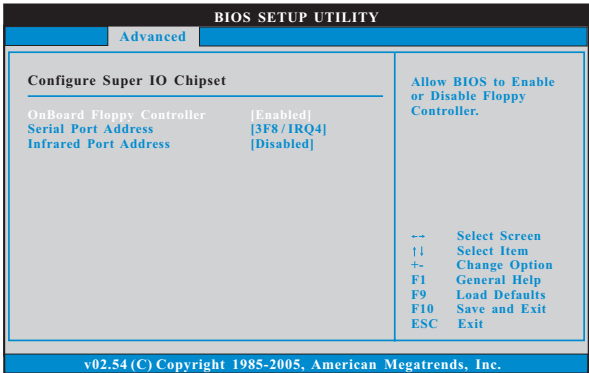 BIOS SETUP UTILITY
Advanced
Configure Super IO Chipset
OnBoard Floppy Controller [Enabled]
Serial Port Address [3F8 / IRQ4]
Infrared Port Address [Disabled]
Allow BIOS to Enable
or Disable Floppy
Controller.
←→ Select Screen
↑↓ Select Item
+- Change Option
F1 General Help
F9 Load Defaults
F10 Save and Exit
ESC Exit
v02.54 (C) Copyright 1985-2005, American Megatrends, Inc.